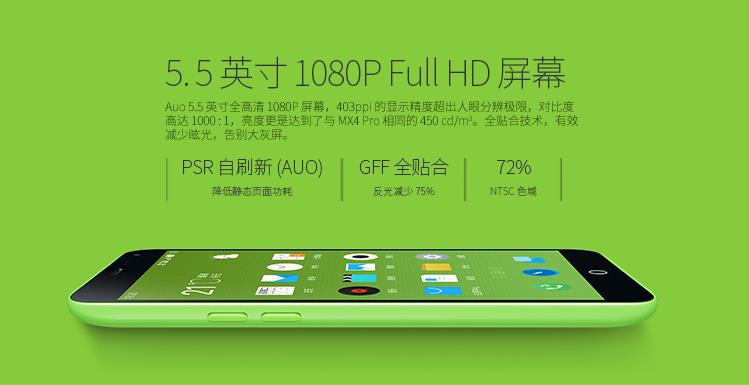 5.5 英寸 1080P Full HD 屏幕
Auo 5.5 英寸全高清 1080P 屏幕，403ppi 的显示精度超出人眼分辨极限，对比度
高达 1000 : 1，亮度更是达到了与 MX4 Pro 相同的 450 cd/m²。全贴合技术，有效
减少眩光，告别大灰屏。
PSR 自刷新 (AUO) GFF 全贴合 72%
降低静态页面功耗 反光减少 75% NTSC 色域